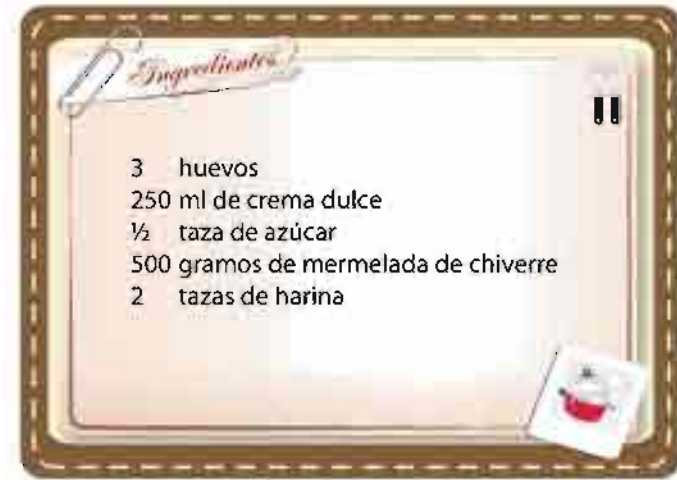 Ingredientes
3 huevos
250 ml de crema dulce
½ taza de azúcar
500 gramos de mermelada de chiverre
2 tazas de harina